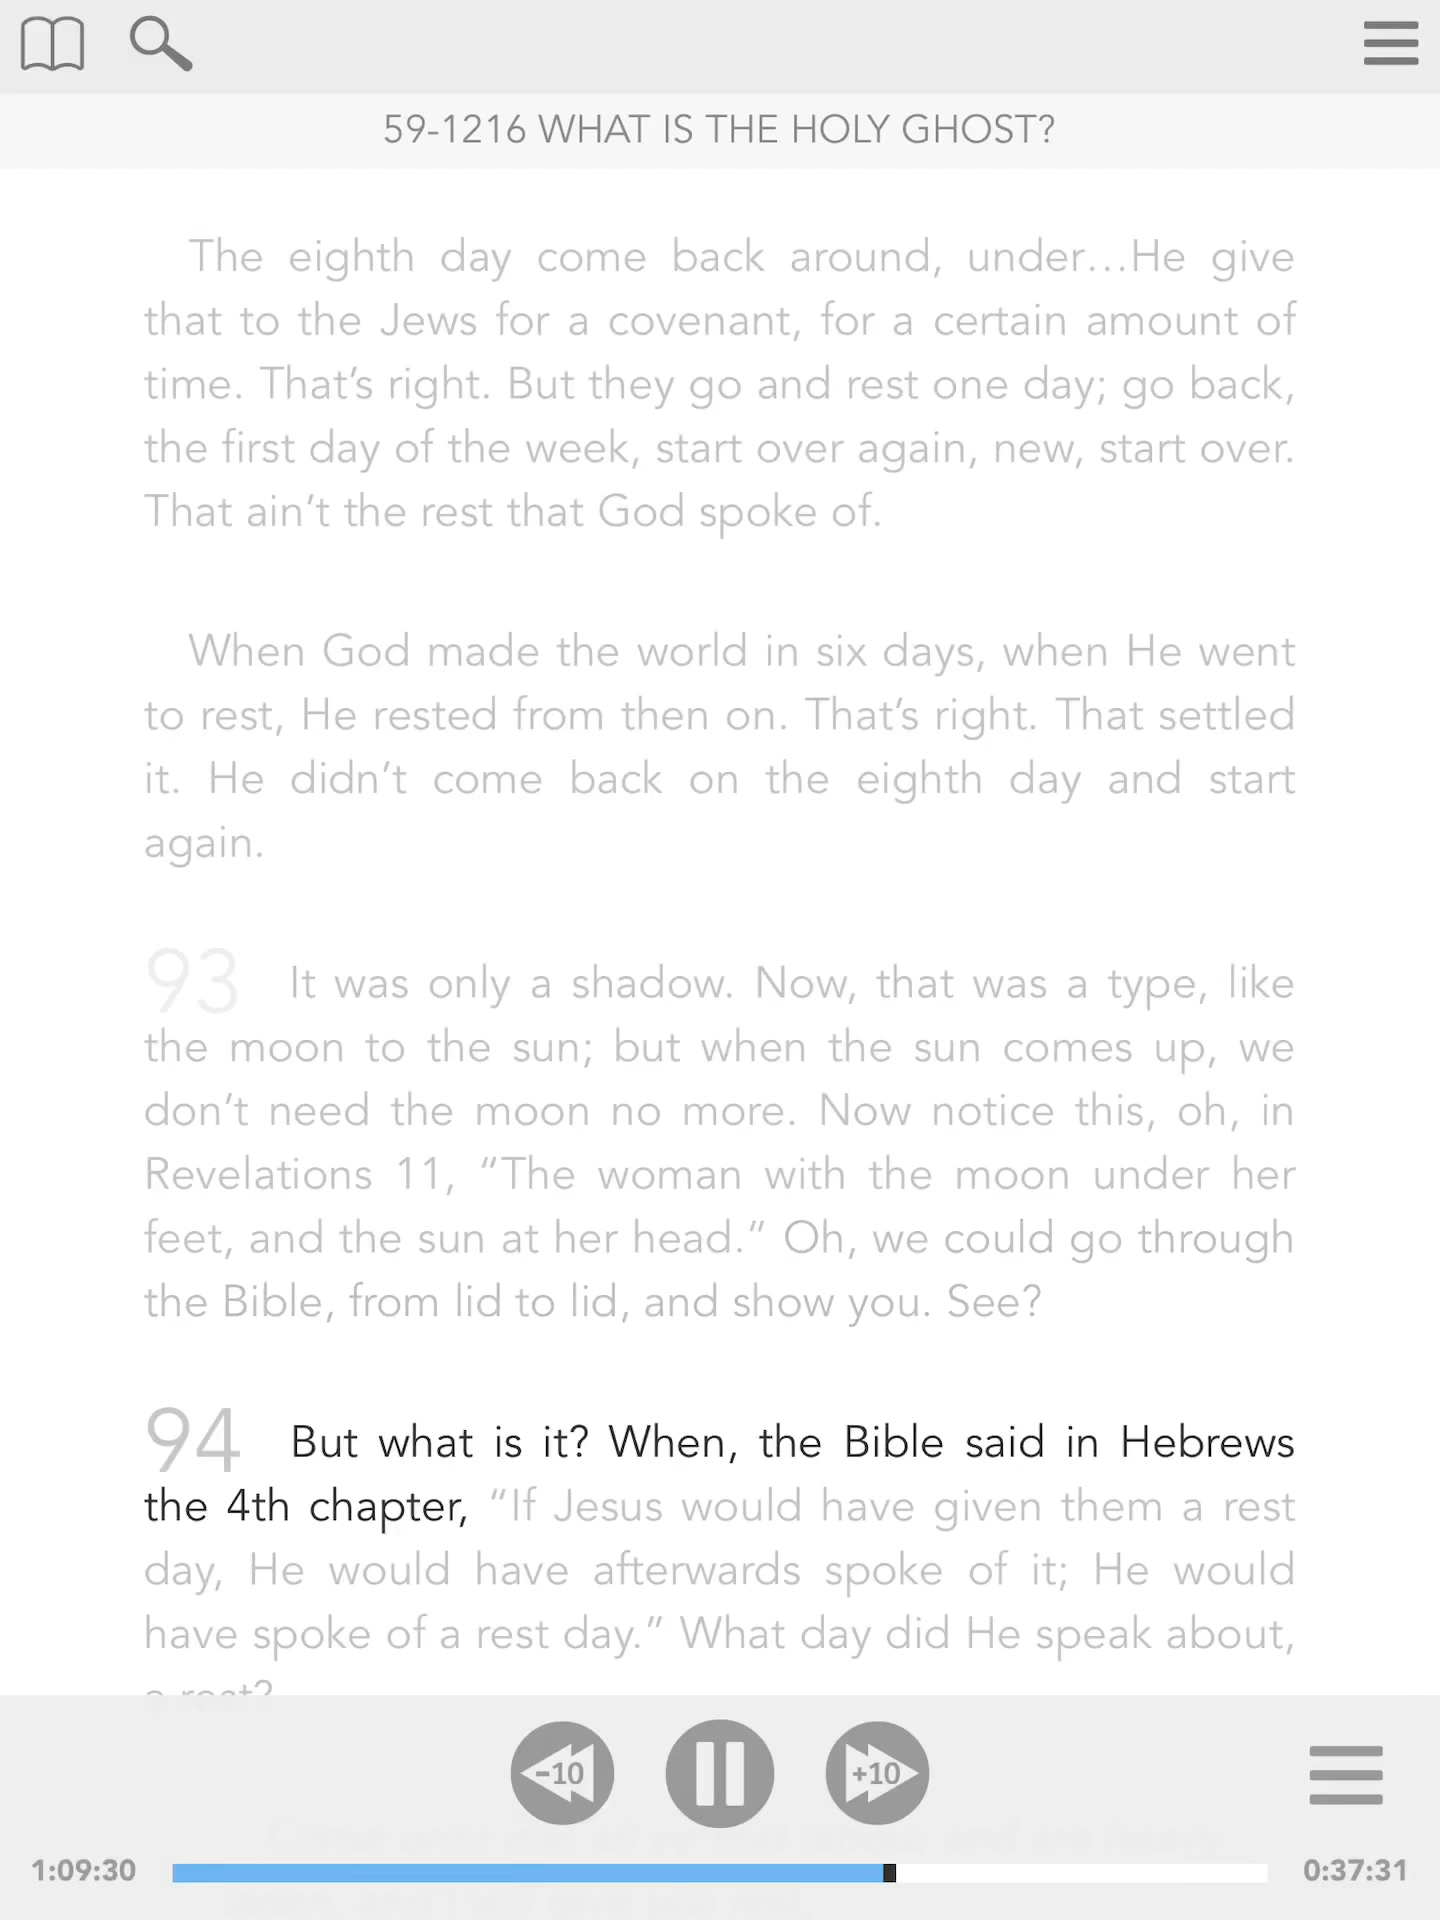 59-1216 WHAT IS THE HOLY GHOST?
The eighth day come back around, under…He give
that to the Jews for a covenant, for a certain amount of
time. That’s right. But they go and rest one day; go back,
the first day of the week, start over again, new, start over.
That ain’t the rest that God spoke of.
When God made the world in six days, when He went
to rest, He rested from then on. That’s right. That settled
it. He didn’t come back on the eighth day and start
again.
93 It was only a shadow. Now, that was a type, like
the moon to the sun; but when the sun comes up, we
don’t need the moon no more. Now notice this, oh, in
Revelations 11, “The woman with the moon under her
feet, and the sun at her head.” Oh, we could go through
the Bible, from lid to lid, and show you. See?
94 But what is it? When, the Bible said in Hebrews
the 4th chapter, “If Jesus would have given them a rest
day, He would have afterwards spoke of it; He would
have spoke of a rest day.” What day did He speak about,
a rest?
-10 +10
1:09:30 0:37:31